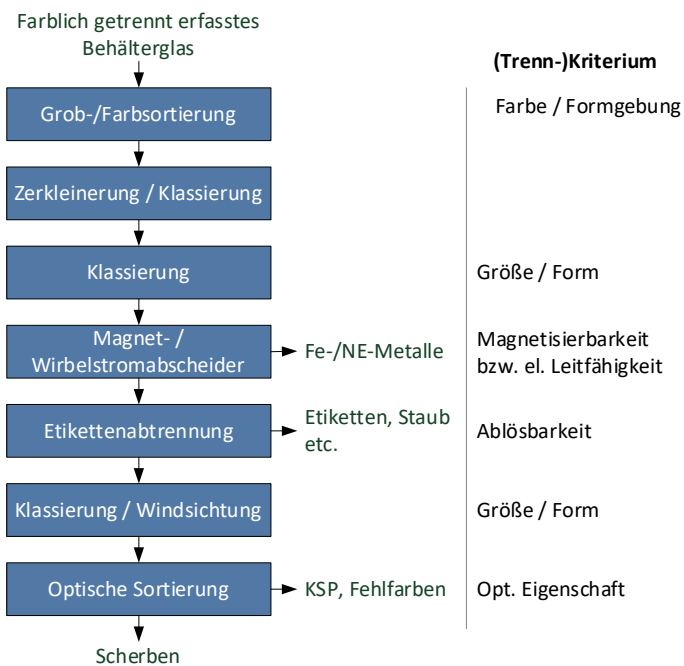 Farblich getrennt erfasstes
Behälterglas
(Trenn-)Kriterium
Grob-/Farbsortierung
Farbe / Formgebung
Zerkleinerung / Klassierung
Klassierung
Größe / Form
Magnet- /
Wirbelstromabscheider
Fe-/NE-Metalle
Magnetisierbarkeit
bzw. el. Leitfähigkeit
Etikettenabtrennung
Etiketten, Staub
etc.
Ablösbarkeit
Klassierung / Windsichtung
Größe / Form
Optische Sortierung
KSP, Fehlfarben
Opt. Eigenschaft
Scherben